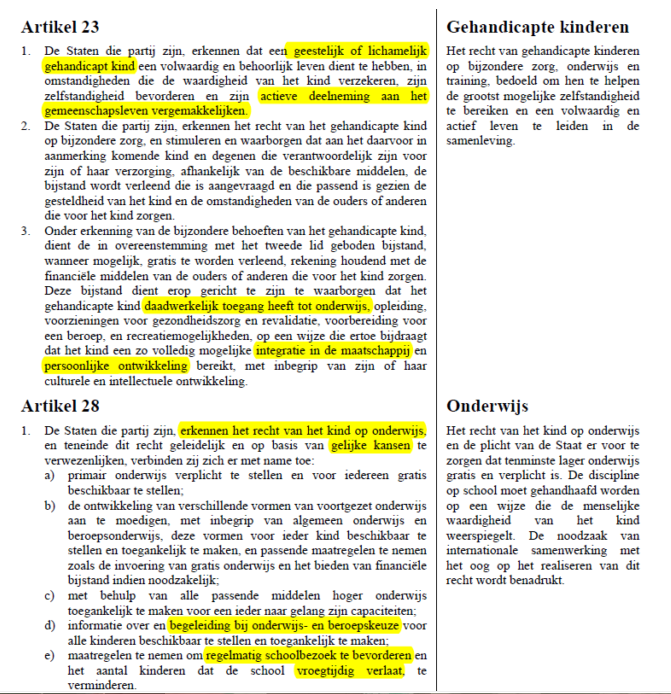 Artikel 23
1. De Staten die partij zijn, erkennen dat een geestelijk of lichamelijk
gehandicapt kind een volwaardig en behoorlijk leven dient te hebben, in
omstandigheden die de waardigheid van het kind verzekeren, zijn
zelfstandigheid bevorderen en zijn actieve deelneming aan het
gemeenschapsleven vergemakkelijken.
2. De Staten die partij zijn, erkennen het recht van het gehandicapte kind
op bijzondere zorg, en stimuleren en waarborgen dat aan het daarvoor in
aanmerking komende kind en degenen die verantwoordelijk zijn voor
zijn of haar verzorging, afhankelijk van de beschikbare middelen, de
bijstand wordt verleend die is aangevraagd en die passend is gezien de
gesteldheid van het kind en de omstandigheden van de ouders of anderen
die voor het kind zorgen.
3. Onder erkenning van de bijzondere behoeften van het gehandicapte kind,
dient de in overeenstemming met het tweede lid geboden bijstand,
wanneer mogelijk, gratis te worden verleend, rekening houdend met de
financiële middelen van de ouders of anderen die voor het kind zorgen.
Deze bijstand dient erop gericht te zijn te waarborgen dat het
gehandicapte kind daadwerkelijk toegang heeft tot onderwijs, opleiding,
voorzieningen voor gezondheidszorg en revalidatie, voorbereiding voor
een beroep, en recreatiemogelijkheden, op een wijze die ertoe bijdraagt
dat het kind een zo volledig mogelijke integratie in de maatschappij en
persoonlijke ontwikkeling bereikt, met inbegrip van zijn of haar
culturele en intellectuele ontwikkeling.
Gehandicapte kinderen
Het recht van gehandicapte kinderen
op bijzondere zorg, onderwijs en
training, bedoeld om hen te helpen
de grootst mogelijke zelfstandigheid
te bereiken en een volwaardig en
actief leven te leiden in de
samenleving.
Artikel 28
1. De Staten die partij zijn, erkennen het recht van het kind op onderwijs,
en teneinde dit recht geleidelijk en op basis van gelijke kansen te
verwezenlijken, verbinden zij zich er met name toe:
a) primair onderwijs verplicht te stellen en voor iedereen gratis
beschikbaar te stellen;
b) de ontwikkeling van verschillende vormen van voortgezet onderwijs
aan te moedigen, met inbegrip van algemeen onderwijs en
beroepsonderwijs, deze vormen voor ieder kind beschikbaar te
stellen en toegankelijk te maken, en passende maatregelen te nemen
zoals de invoering van gratis onderwijs en het bieden van financiële
bijstand indien noodzakelijk;
c) met behulp van alle passende middelen hoger onderwijs
toegankelijk te maken voor een ieder naar gelang zijn capaciteiten;
d) informatie over en begeleiding bij onderwijs- en beroepskeuze voor
alle kinderen beschikbaar te stellen en toegankelijk te maken;
e) maatregelen te nemen om regelmatig schoolbezoek te bevorderen en
het aantal kinderen dat de school vroegtijdig verlaat, te
verminderen.
Onderwijs
Het recht van het kind op onderwijs
en de plicht van de Staat er voor te
zorgen dat tenminste lager onderwijs
gratis en verplicht is. De discipline
op school moet gehandhaafd worden
op een wijze die de menselijke
waardigheid van het kind
weerspiegelt. De noodzaak van
internationale samenwerking met
het oog op het realiseren van dit
recht wordt benadrukt.